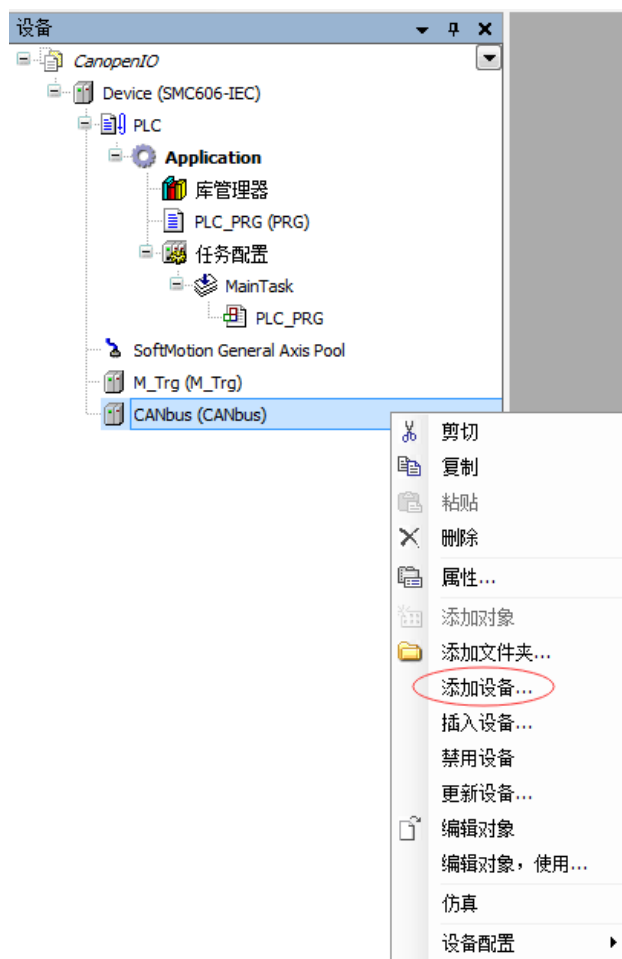 设备
CanopenIO
Device (SMC606-IEC)
PLC
Application
库管理器
PLC_PRG (PRG)
任务配置
MainTask
PLC_PRG
SoftMotion General Axis Pool
M_Trg (M_Trg)
CANbus (CANbus)
剪切
复制
粘贴
删除
属性...
添加对象
添加文件夹...
添加设备...
插入设备...
禁用设备
更新设备...
编辑对象
编辑对象，使用...
仿真
设备配置